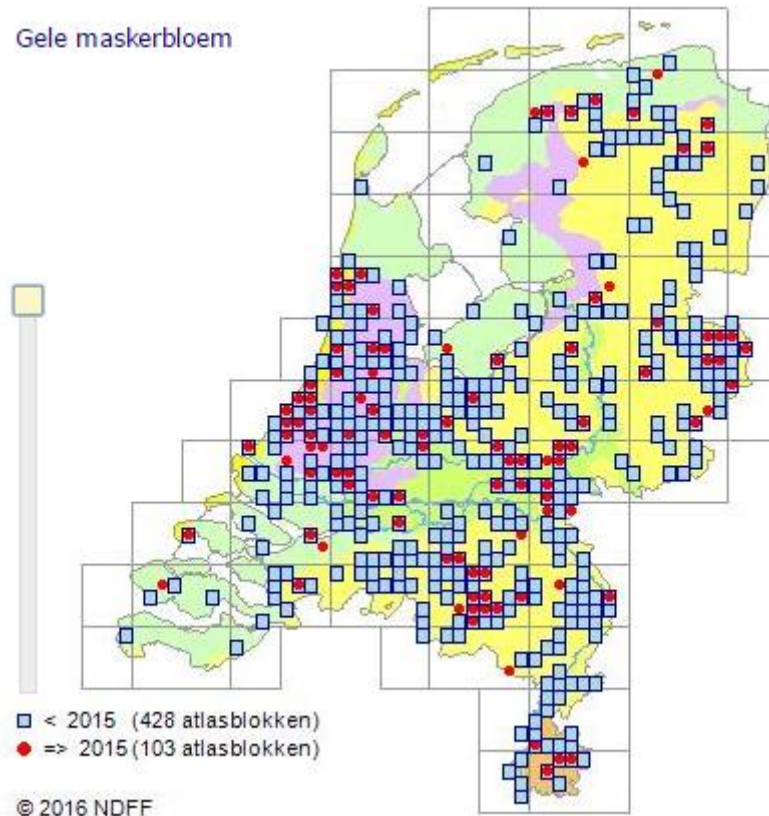 Gele maskerbloem
< 2015 (428 atlasblokken)
=> 2015 (103 atlasblokken)
© 2016 NDFF